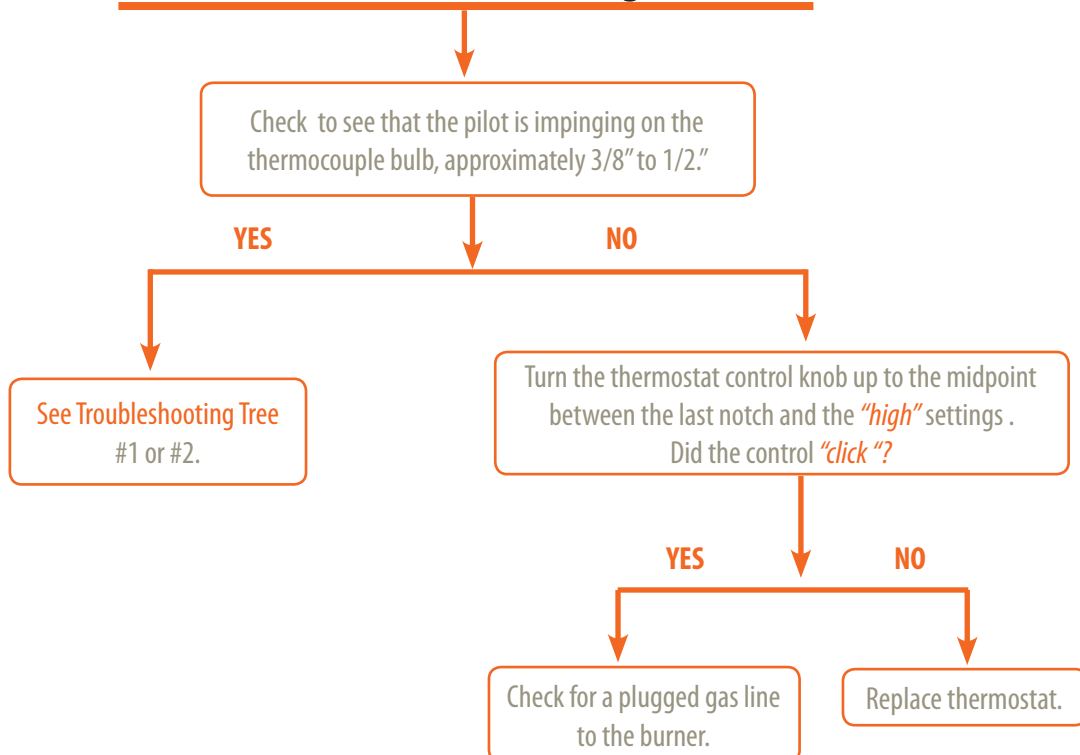 Check to see that the pilot is impinging on the
thermocouple bulb, approximately 3/8” to 1/2.”
YES
NO
See Troubleshooting Tree
#1 or #2.
Turn the thermostat control knob up to the midpoint
between the last notch and the “high” settings .
Did the control “click “?
YES
NO
Check for a plugged gas line
to the burner.
Replace thermostat.